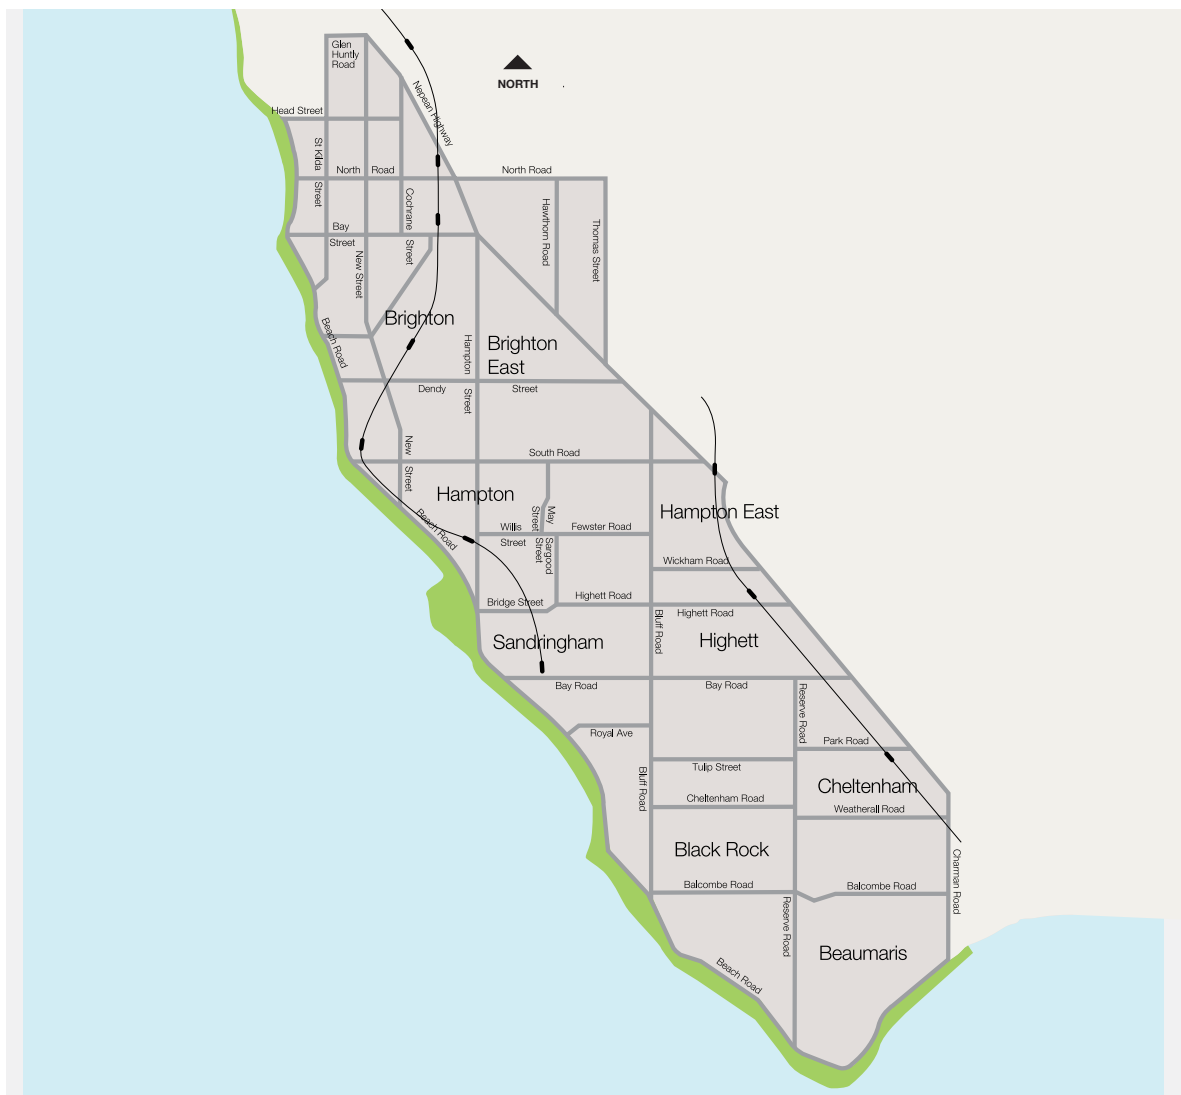 Glen
Huntly
Road
NORTH
Nepean Highway
Head Street
St Kilda
Street
North
Road
North Road
Cochrane
Street
Hawthorn Road
Thomas Street
Bay
Street
New Street
Brighton
Beach Road
Hampton
Street
Brighton
East
Dendy
Street
New
Street
South Road
Hampton
Hampton East
May
Street
Beach Road
Willis
Street
Fewster Road
Sargood
Street
Wickham Road
Bridge Street
Highett Road
Highett Road
Bluff Road
Sandringham
Highett
Bay Road
Bay Road
Reserve Road
Royal Ave
Park Road
Tulip Street
Bluff Road
Cheltenham
Cheltenham Road
Weatherall Road
Black Rock
Charman Road
Balcombe Road
Balcombe Road
Reserve Road
Beaumaris
Beach Road